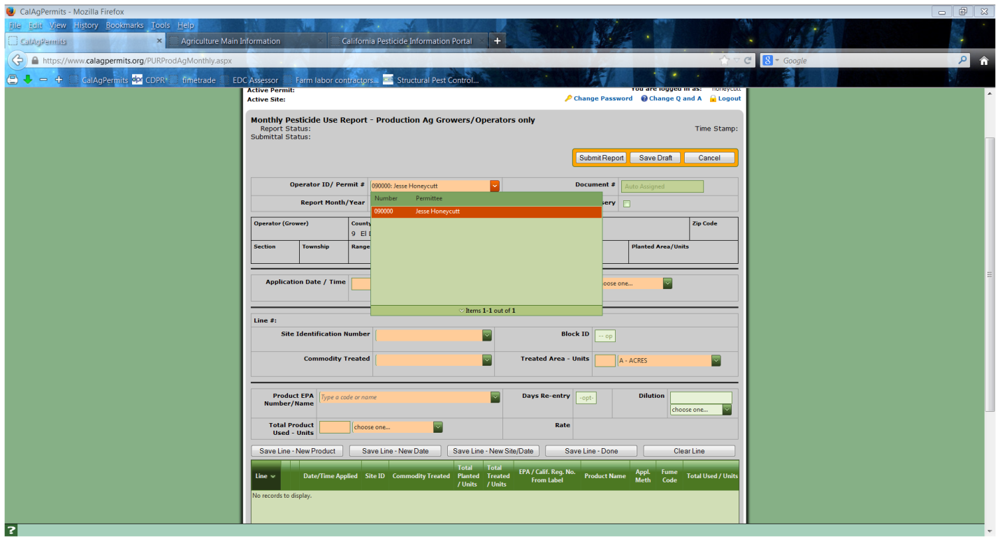 CalAgPermits - Mozilla Firefox
File Edit View History Bookmarks Tools Help
CalAgPermits × Agriculture Main Information × California Pesticide Information Portal × +
https://www.calagpermits.org/PURProdAgMonthly.aspx
8 Google
CalAgPermits dpr CDPR timetrade EDC Assessor Farm labor contractors... Structural Pest Control...
Active Permit: You are logged in as: honeycutt
Active Site: Change Password Change Q and A Logout
Monthly Pesticide Use Report - Production Ag Growers/Operators only
Report Status: Time Stamp:
Submittal Status:
Submit Report Save Draft Cancel
Operator ID/ Permit # 090000: Jesse Honeycutt Document # Auto Assigned
Number Permittee
Report Month/Year
090000 Jesse Honeycutt
Operator (Grower) County Zip Code
9 El
Section Township Range Planted Area/Units
Application Date / Time oose one...
Items 1-1 out of 1
Line #:
Site Identification Number Block ID -- op
Commodity Treated Treated Area - Units A - ACRES
Product EPA Number/Name Type a code or name Days Re-entry -opt- Dilution
choose one...
Total Product Used - Units choose one... Rate
Save Line - New Product Save Line - New Date Save Line - New Site/Date Save Line - Done Clear Line
Line Date/Time Applied Site ID Commodity Treated Total Planted / Units Total Treated / Units EPA / Calif. Reg. No. From Label Product Name Appl. Meth Fume Code Total Used / Units
No records to display.
?